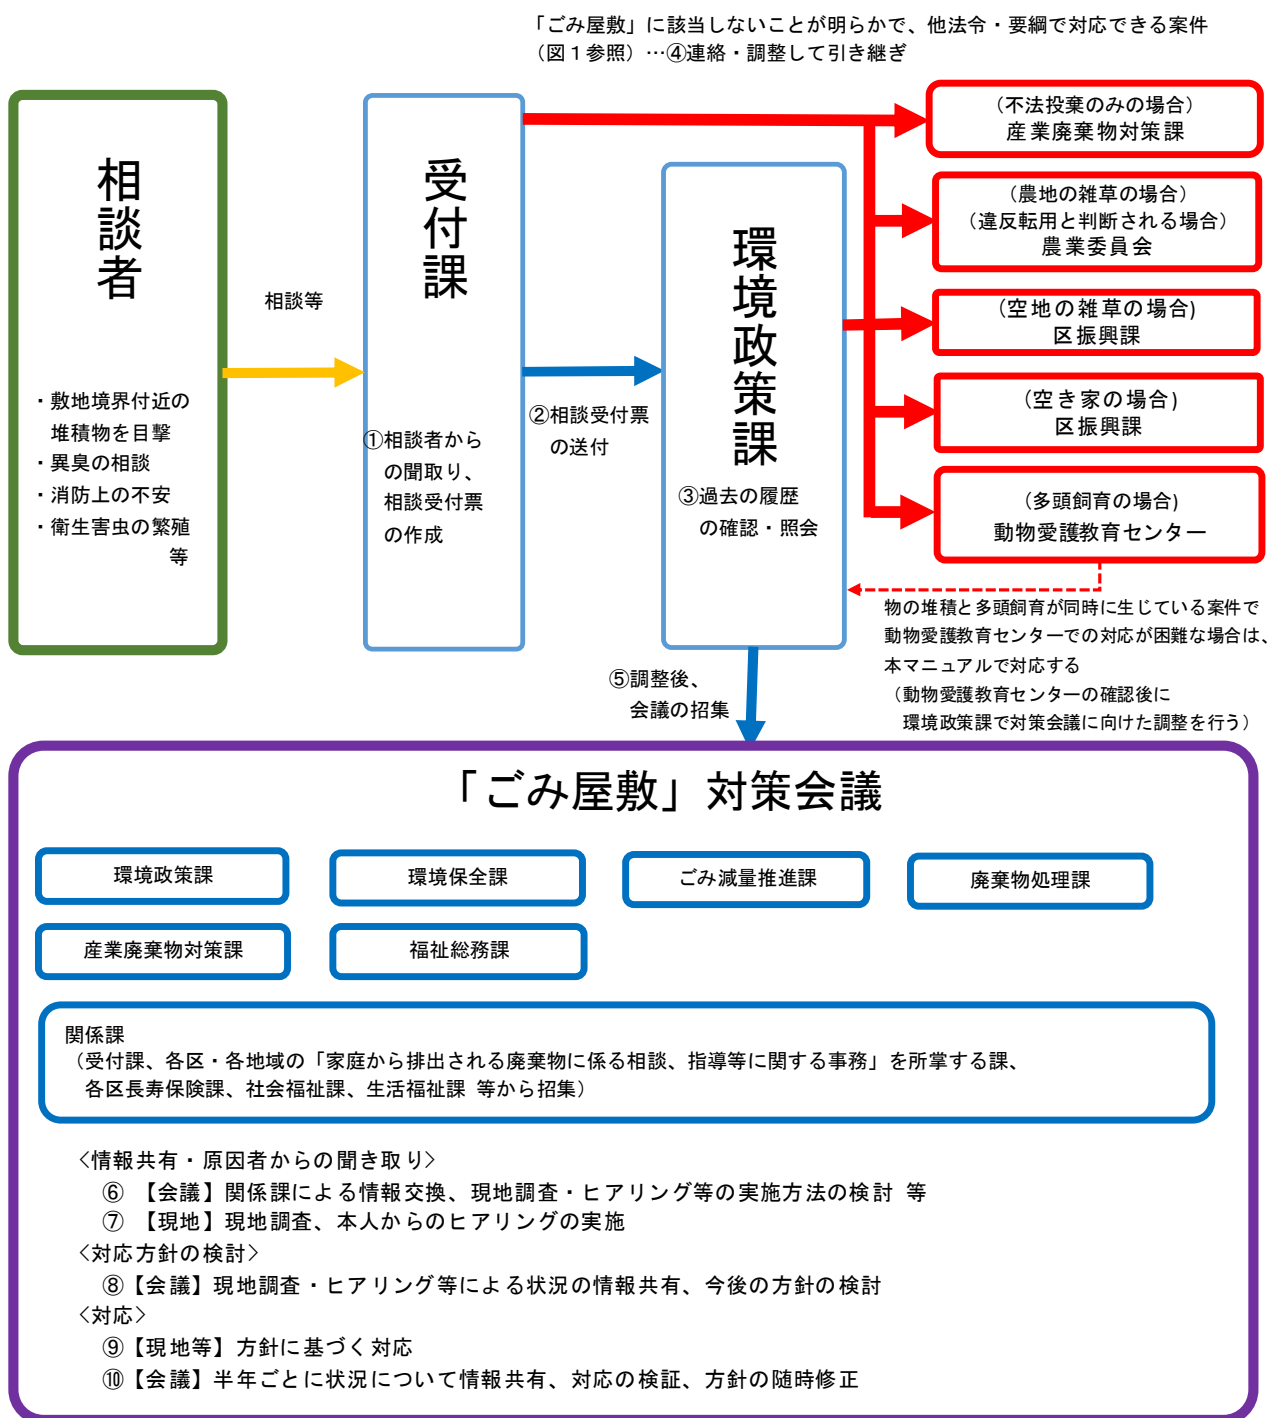 「ごみ屋敷」に該当しないことが明らかで、他法令・要綱で対応できる案件
（図１参照）…④連絡・調整して引き継ぎ
相談者
・敷地境界付近の
堆積物を目撃
・異臭の相談
・消防上の不安
・衛生害虫の繁殖
等
相談等
受付課
①相談者から
の聞取り、
相談受付票
の作成
②相談受付票
の送付
環境政策課
③過去の履歴
の確認・照会
（不法投棄のみの場合）
産業廃棄物対策課
（農地の雑草の場合）
（違反転用と判断される場合）
農業委員会
（空地の雑草の場合)
区振興課
（空き家の場合)
区振興課
（多頭飼育の場合)
動物愛護教育センター
物の堆積と多頭飼育が同時に生じている案件で
動物愛護教育センターでの対応が困難な場合は、
本マニュアルで対応する
（動物愛護教育センターの確認後に
環境政策課で対策会議に向けた調整を行う）
⑤調整後、
会議の招集
「ごみ屋敷」対策会議
環境政策課
環境保全課
ごみ減量推進課
廃棄物処理課
産業廃棄物対策課
福祉総務課
関係課
（受付課、各区・各地域の「家庭から排出される廃棄物に係る相談、指導等に関する事務」を所掌する課、
各区長寿保険課、社会福祉課、生活福祉課 等から招集）
＜情報共有・原因者からの聞き取り＞
⑥ 【会議】関係課による情報交換、現地調査・ヒアリング等の実施方法の検討 等
⑦ 【現地】現地調査、本人からのヒアリングの実施
＜対応方針の検討＞
⑧【会議】現地調査・ヒアリング等による状況の情報共有、今後の方針の検討
＜対応＞
⑨【現地等】方針に基づく対応
⑩【会議】半年ごとに状況について情報共有、対応の検証、方針の随時修正